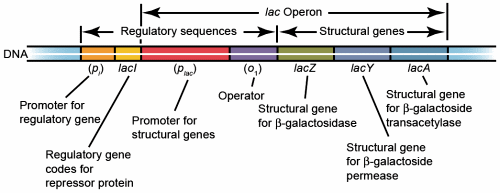 lac Operon
Regulatory sequences
Structural genes
DNA
(pI) lacI (plac) (o1) lacZ lacY lacA
Promoter for
regulatory gene
Regulatory gene
codes for
repressor protein
Promoter for
structural genes
Operator
Structural gene
for β-galactosidase
Structural gene
for β-galactoside
permease
Structural gene
for β-galactoside
transacetylase